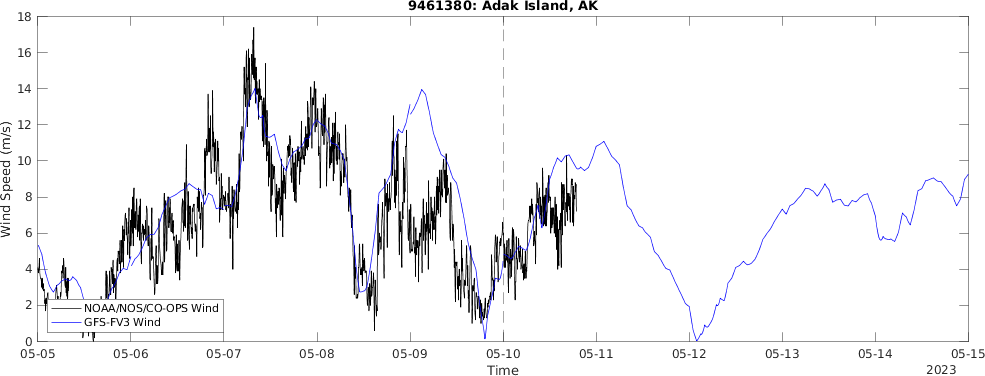 9461380: Adak Island, AK
Wind Speed (m/s)
18
16
14
12
10
8
6
4
2
0
NOAA/NOS/CO-OPS Wind
GFS-FV3 Wind
05-05 05-06 05-07 05-08 05-09 05-10 05-11 05-12 05-13 05-14 05-15
Time
2023